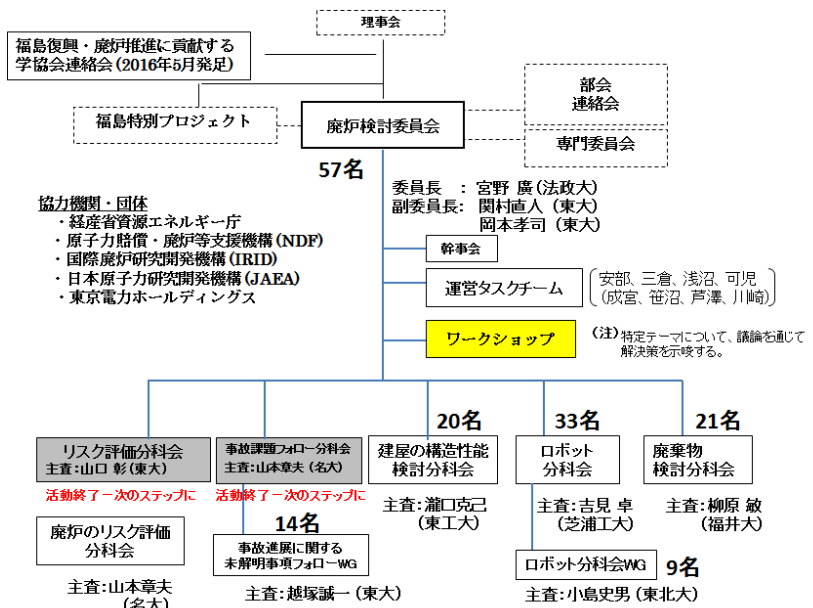 理事会
福島復興・廃炉推進に貢献する
学協会連絡会(2016年5月発足)
部会
連絡会
福島特別プロジェクト
廃炉検討委員会
専門委員会
57名
委員長 : 宮野 廣(法政大)
副委員長: 関村直人(東大)
岡本孝司(東大)
協力機関・団体
・経産省資源エネルギー庁
・原子力賠償・廃炉等支援機構(NDF)
・国際廃炉研究開発機構(IRID)
・日本原子力研究開発機構(JAEA)
・東京電力ホールディングス
幹事会
運営タスクチーム
安部、三倉、浅沼、可児
(成宮、笹沼、芦澤、川崎)
ワークショップ
(注)特定テーマについて、議論を通じて
解決策を示唆する。
20名
33名
21名
リスク評価分科会
主査:山口 彰(東大)
事故課題フォロー分科会
主査:山本章夫(名大)
建屋の構造性能
検討分科会
ロボット
分科会
廃棄物
検討分科会
活動終了－次のステップに
活動終了－次のステップに
主査:瀧口克己
(東工大)
主査:吉見 卓
(芝浦工大)
主査:柳原 敏
(福井大)
廃炉のリスク評価
分科会
14名
事故進展に関する
未解明事項フォローWG
ロボット分科会WG
9名
主査:山本章夫
(名大)
主査:越塚誠一(東大)
主査:小島史男(東北大)